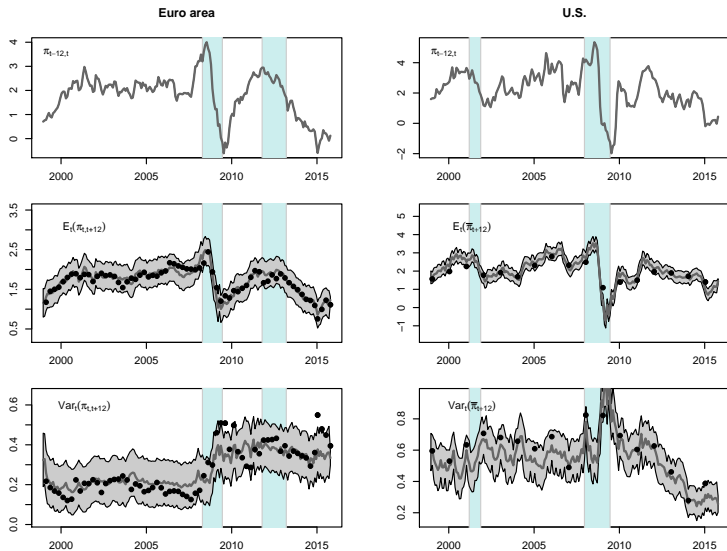 Euro area
U.S.
π_{t−12,t}
π_{t−12,t}
4
3
2
1
0
4
2
0
−2
2000 2005 2010 2015
2000 2005 2010 2015
E_t(π_{t,t+12})
E_t(π̅_{t+12})
3.5
2.5
1.5
0.5
5
4
3
2
1
−1
2000 2005 2010 2015
2000 2005 2010 2015
Var_t(π_{t,t+12})
Var_t(π̅_{t+12})
0.6
0.4
0.2
0.0
0.8
0.6
0.4
0.2
2000 2005 2010 2015
2000 2005 2010 2015